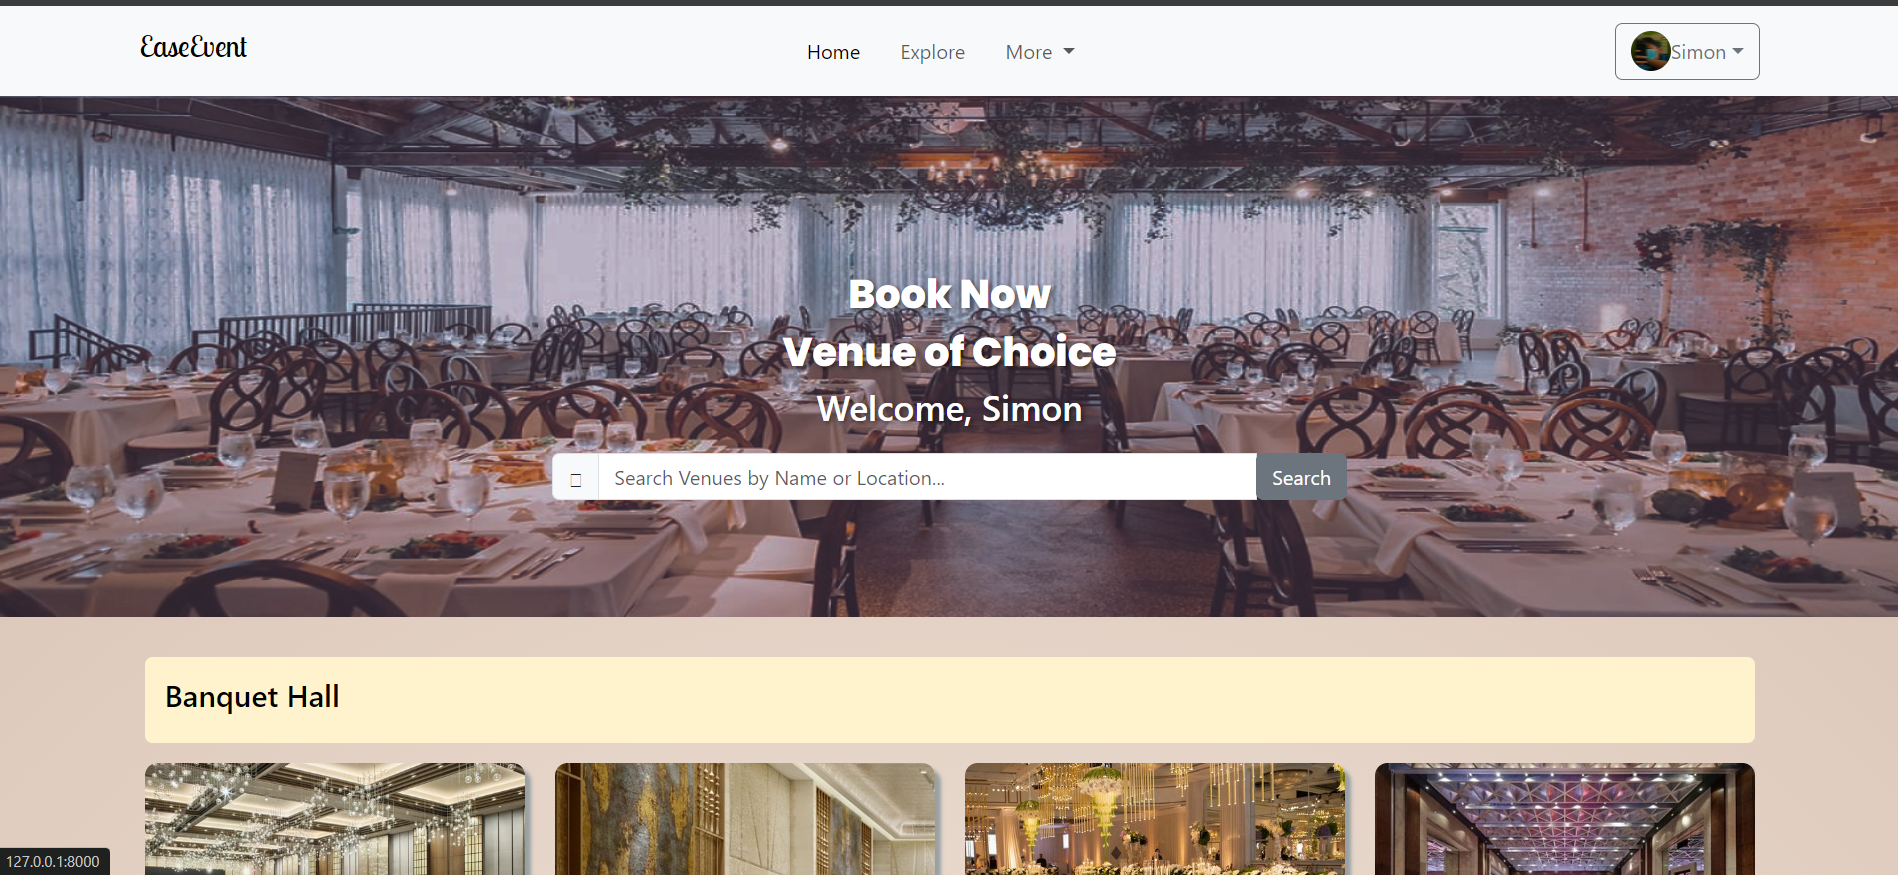 EaseEvent
Home Explore More
Simon
Book Now
Venue of Choice
Welcome, Simon
Search Venues by Name or Location...
Search
Banquet Hall
127.0.0.1:8000